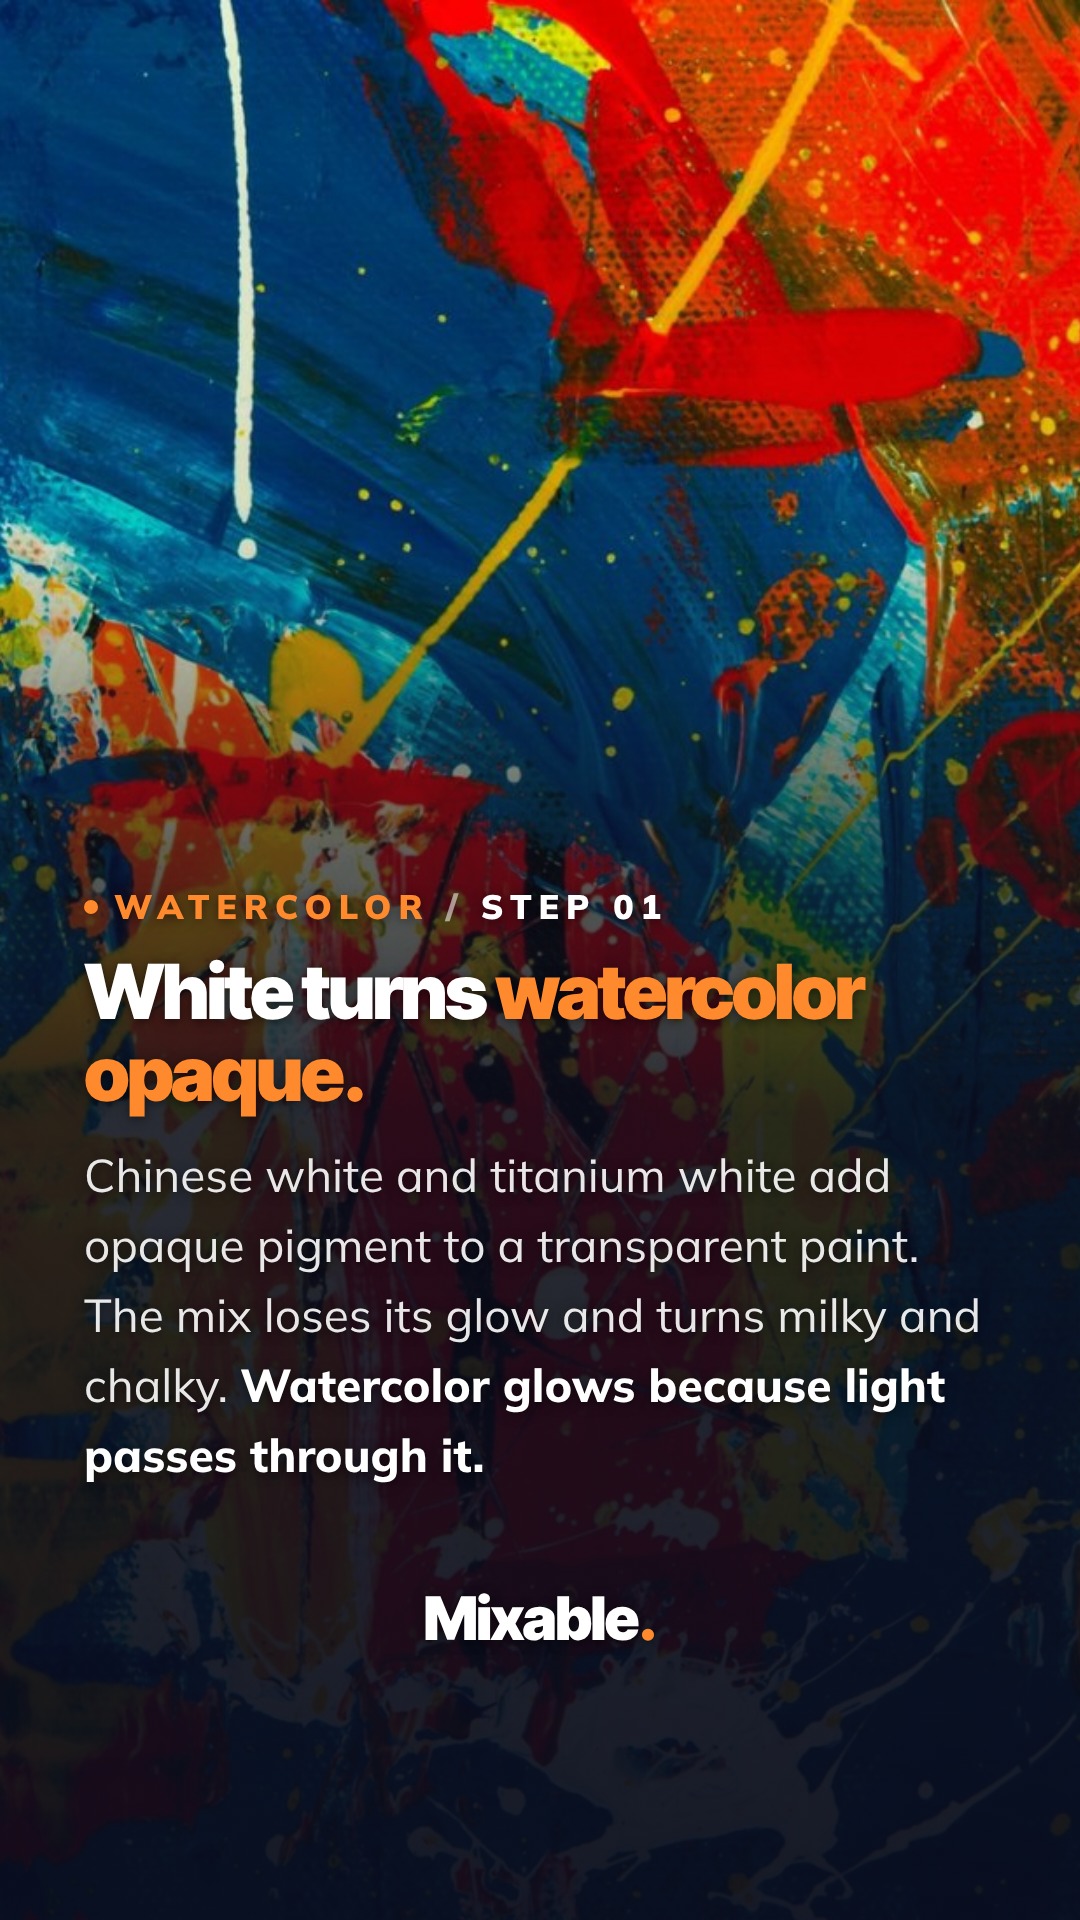 • WATERCOLOR / STEP 01
White turns watercolor
opaque.
Chinese white and titanium white add
opaque pigment to a transparent paint.
The mix loses its glow and turns milky and
chalky. Watercolor glows because light
passes through it.
Mixable.